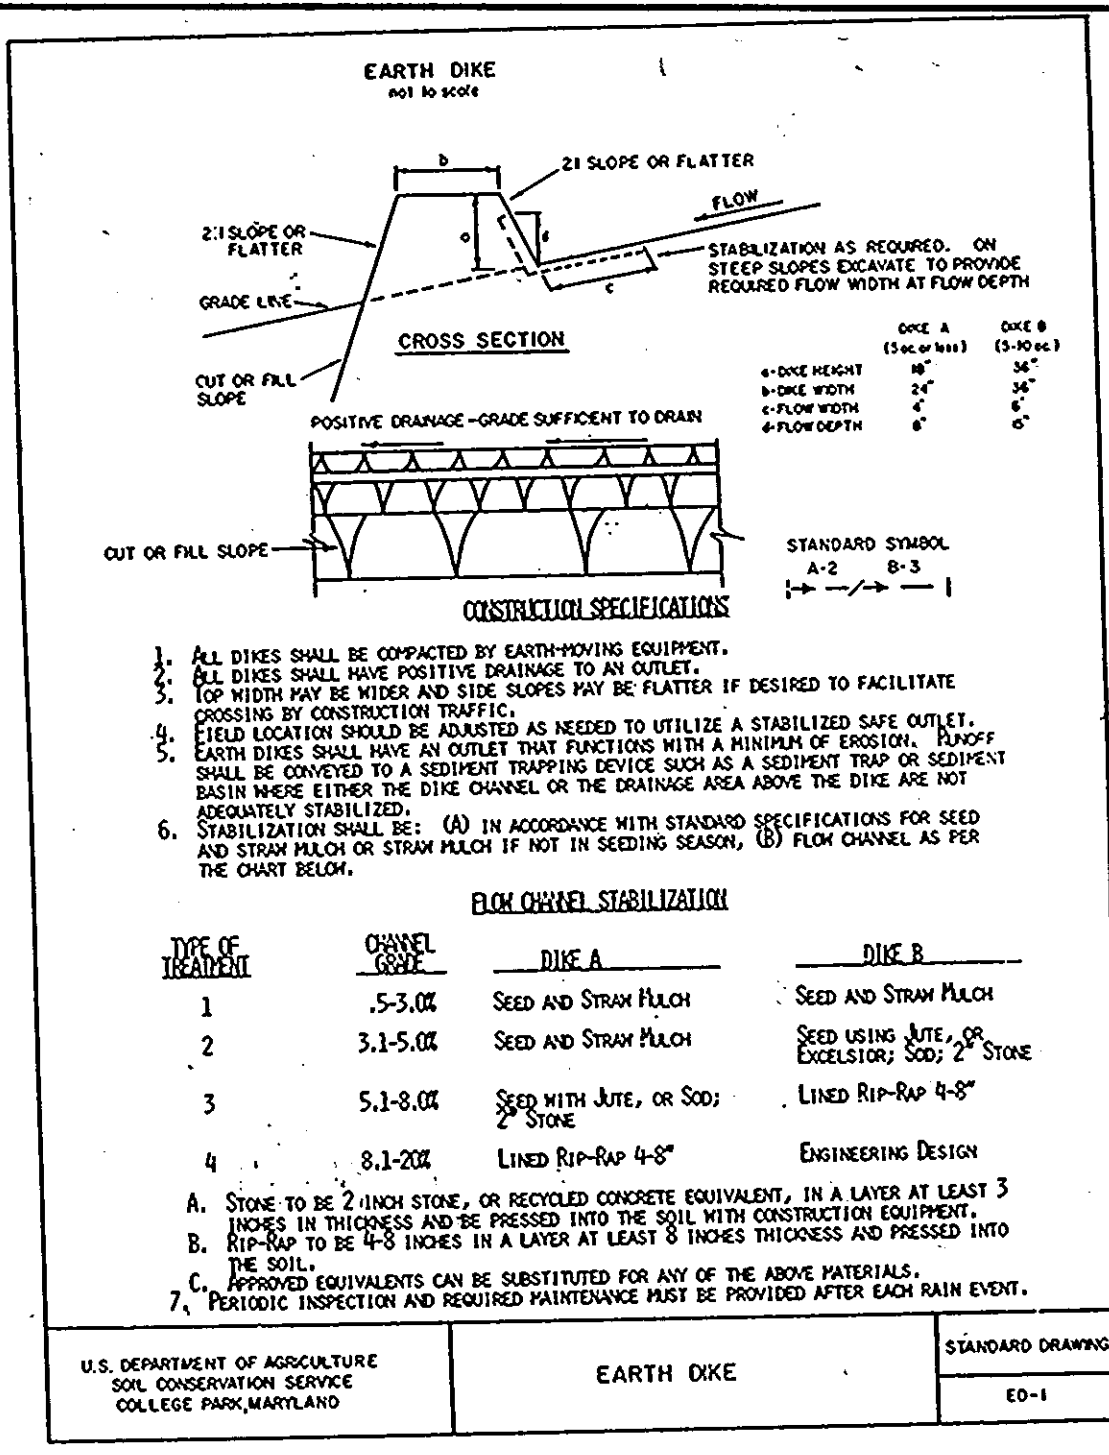 EARTH DIKE
not to scale
b
2:1 SLOPE OR FLATTER
FLOW
2:1 SLOPE OR
FLATTER
a
d
STABILIZATION AS REQUIRED. ON
STEEP SLOPES EXCAVATE TO PROVIDE
REQUIRED FLOW WIDTH AT FLOW DEPTH
c
GRADE LINE
CROSS SECTION
CUT OR FILL
SLOPE
DIKE A DIKE B
(5 ac. or less) (5-10 ac.)
a-DIKE HEIGHT 18" 36"
b-DIKE WIDTH 24" 36"
c-FLOW WIDTH 4' 6'
d-FLOW DEPTH 8"
POSITIVE DRAINAGE-GRADE SUFFICENT TO DRAIN
CUT OR FILL SLOPE
STANDARD SYMBOL
A-2 B-3
CONSTRUCTION SPECIFICATIONS
1. ALL DIKES SHALL BE COMPACTED BY EARTH-MOVING EQUIPMENT.
2. ALL DIKES SHALL HAVE POSITIVE DRAINAGE TO AN OUTLET.
3. TOP WIDTH MAY BE WIDER AND SIDE SLOPES MAY BE FLATTER IF DESIRED TO FACILITATE
CROSSING BY CONSTRUCTION TRAFFIC.
4. FIELD LOCATION SHOULD BE ADJUSTED AS NEEDED TO UTILIZE A STABILIZED SAFE OUTLET.
5. EARTH DIKES SHALL HAVE AN OUTLET THAT FUNCTIONS WITH A MINIMUM OF EROSION. RUNOFF
SHALL BE CONVEYED TO A SEDIMENT TRAPPING DEVICE SUCH AS A SEDIMENT TRAP OR SEDIMENT
BASIN WHERE EITHER THE DIKE CHANNEL OR THE DRAINAGE AREA ABOVE THE DIKE ARE NOT
ADEQUATELY STABILIZED.
6. STABILIZATION SHALL BE: (A) IN ACCORDANCE WITH STANDARD SPECIFICATIONS FOR SEED
AND STRAW MULCH OR STRAW MULCH IF NOT IN SEEDING SEASON, (B) FLOW CHANNEL AS PER
THE CHART BELOW.
FLOW CHANNEL STABILIZATION
TYPE OF TREATMENT CHANNEL GRADE DIKE A DIKE B
1 .5-3.0% SEED AND STRAW MULCH SEED AND STRAW MULCH
2 3.1-5.0% SEED AND STRAW MULCH SEED USING JUTE, OR
EXCELSIOR; SOD; 2" STONE
3 5.1-8.0% SEED WITH JUTE, OR SOD; LINED RIP-RAP 4-8"
2" STONE
4 8.1-20% LINED RIP-RAP 4-8" ENGINEERING DESIGN
A. STONE TO BE 2 INCH STONE, OR RECYCLED CONCRETE EQUIVALENT, IN A LAYER AT LEAST 3
INCHES IN THICKNESS AND BE PRESSED INTO THE SOIL WITH CONSTRUCTION EQUIPMENT.
B. RIP-RAP TO BE 4-8 INCHES IN A LAYER AT LEAST 8 INCHES THICKNESS AND PRESSED INTO
THE SOIL.
C. APPROVED EQUIVALENTS CAN BE SUBSTITUTED FOR ANY OF THE ABOVE MATERIALS.
7. PERIODIC INSPECTION AND REQUIRED MAINTENANCE MUST BE PROVIDED AFTER EACH RAIN EVENT.
U.S. DEPARTMENT OF AGRICULTURE
SOIL CONSERVATION SERVICE
COLLEGE PARK, MARYLAND
EARTH DIKE
STANDARD DRAWING
ED-1